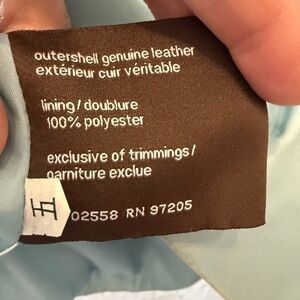 outershell genuine leather
extérieur cuir véritable
lining/doublure
100% polyester
exclusive of trimmings/
garniture exclue
02558 RN 97205